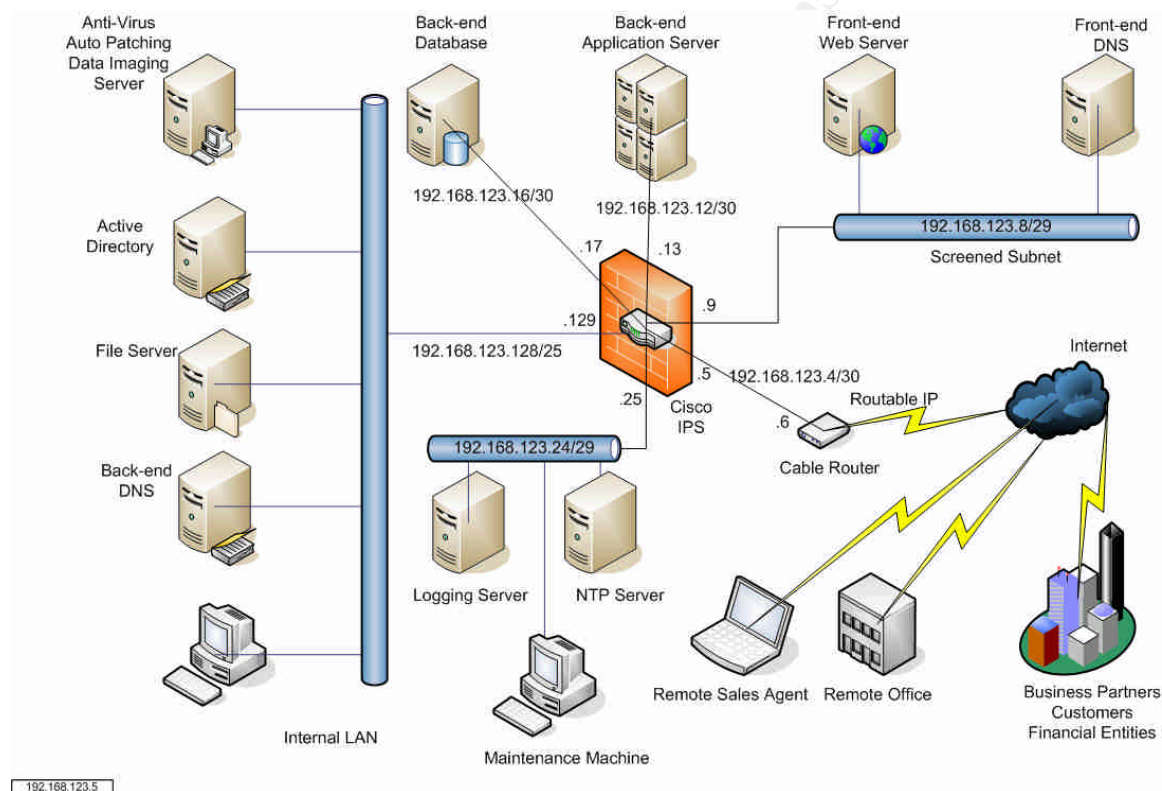 Anti-Virus
Auto Patching
Data Imaging
Server
Back-end
Database
Back-end
Application Server
Front-end
Web Server
Front-end
DNS
192.168.123.16/30
192.168.123.12/30
192.168.123.8/29
Screened Subnet
Active
Directory
.17
.13
.9
.129
192.168.123.128/25
File Server
.5
192.168.123.4/30
Internet
.25
Cisco
IPS
Routable IP
.6
Cable Router
192.168.123.24/29
Back-end
DNS
Logging Server
NTP Server
Remote Sales Agent
Remote Office
Business Partners
Customers
Financial Entities
Internal LAN
Maintenance Machine
192.168.123.5